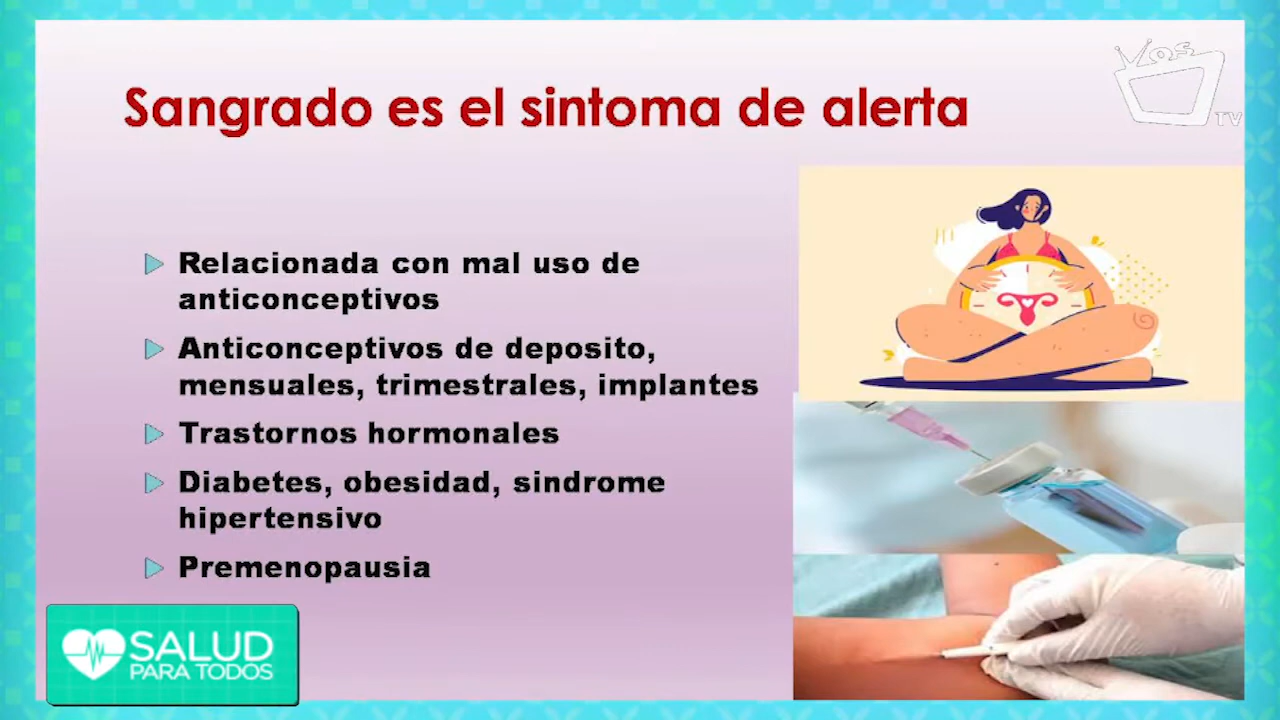 Sangrado es el sintoma de alerta
VOS
TV
Relacionada con mal uso de
anticonceptivos
Anticonceptivos de deposito,
mensuales, trimestrales, implantes
Trastornos hormonales
Diabetes, obesidad, sindrome
hipertensivo
Premenopausia
SALUD
PARA TODOS